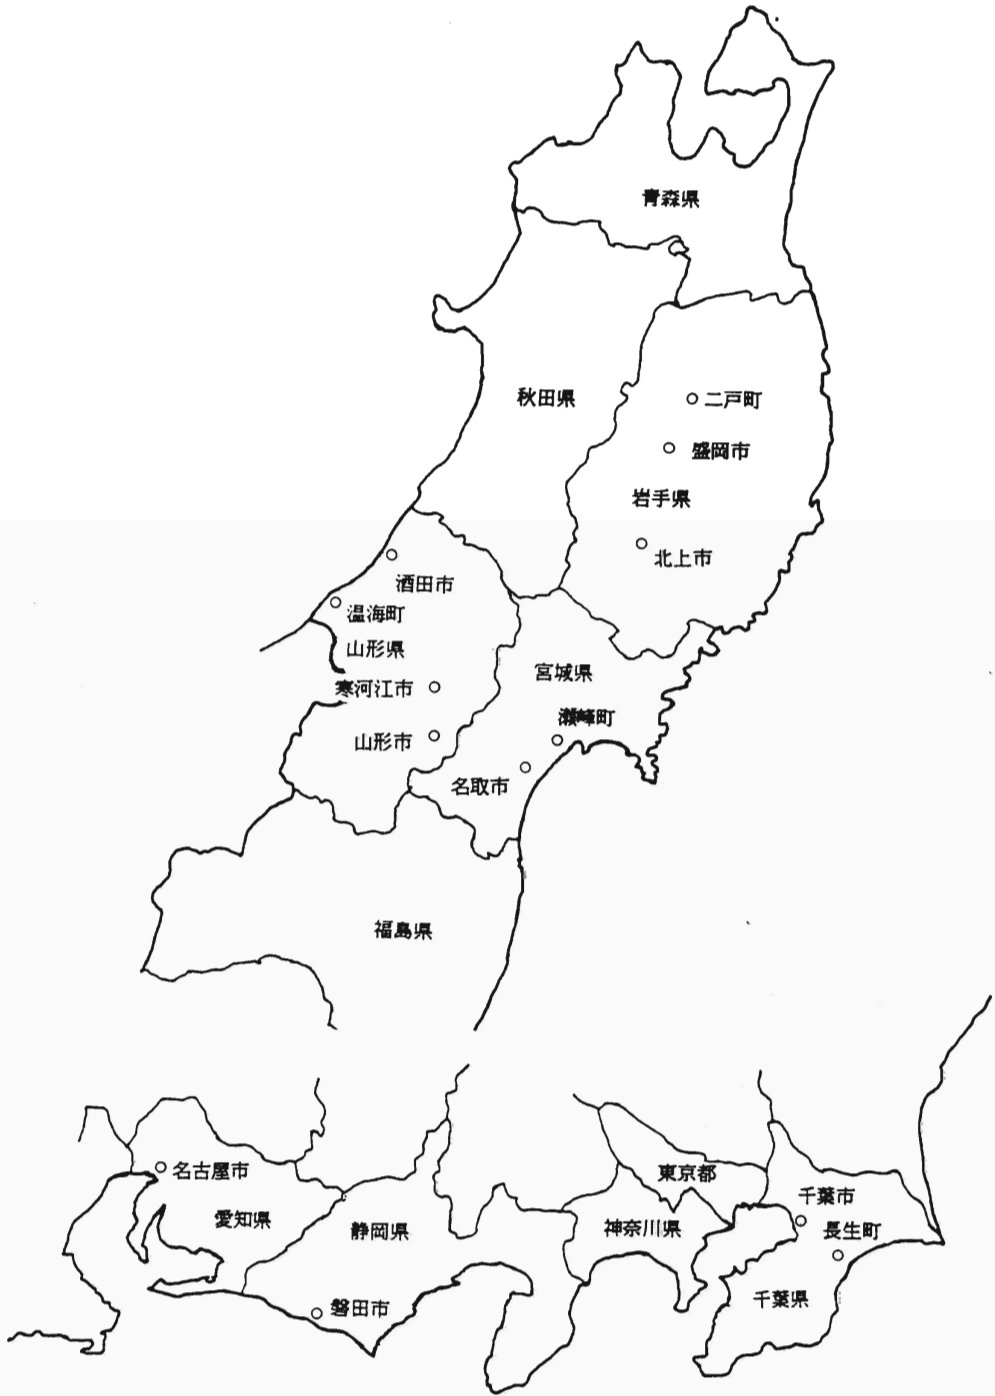 青森県
秋田県
二戸町
盛岡市
岩手県
北上市
酒田市
温海町
山形県
宮城県
寒河江市
瀬峰町
山形市
名取市
福島県
名古屋市
東京都
千葉市
愛知県
静岡県
神奈川県
長生町
千葉県
磐田市